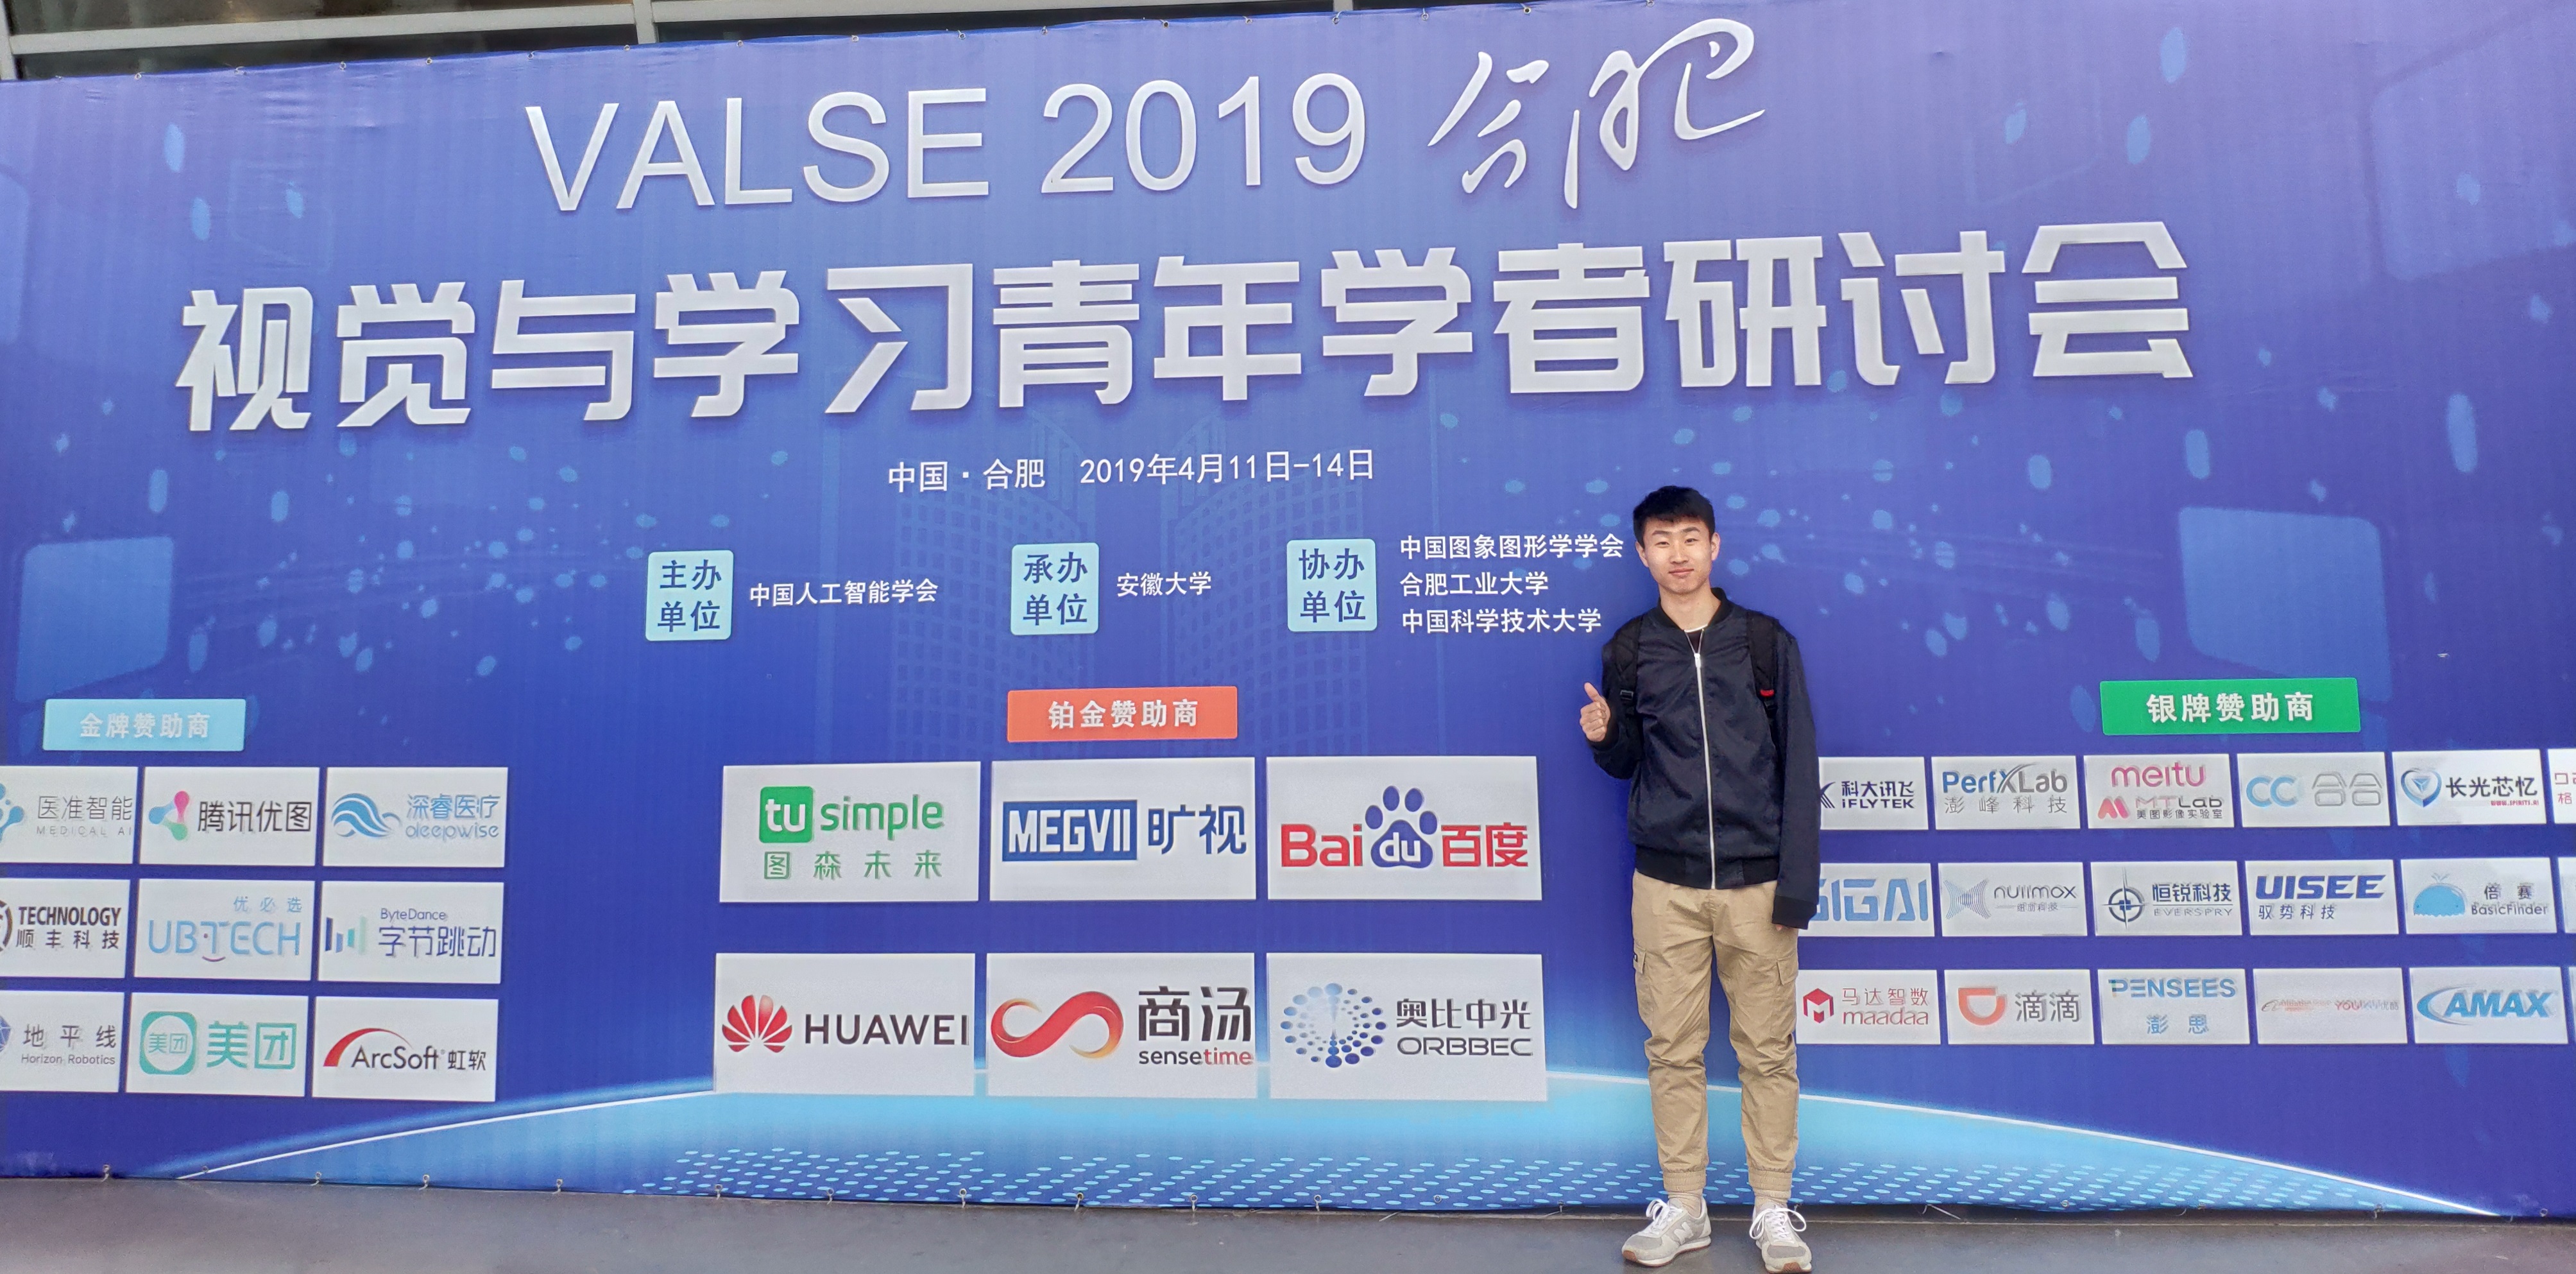 VALSE 2019 合肥
视觉与学习青年学者研讨会
中国·合肥 2019年4月11日-14日
主办
单位
中国人工智能学会
承办
单位
安徽大学
协办
单位
中国图象图形学学会
合肥工业大学
中国科学技术大学
金牌赞助商
医准智能
MEDICAL AI
腾讯优图
深睿医疗
deepwise
TECHNOLOGY
顺丰科技
优必选
UBTECH
ByteDance
字节跳动
地平线
Horizon Robotics
美团
美团
ArcSoft 虹软
铂金赞助商
tu simple
图森未来
MEGVII 旷视
Bai du 百度
HUAWEI
商汤
sensetime
奥比中光
ORBBEC
银牌赞助商
科大讯飞
iFLYTEK
PerfXLab
澎峰科技
meitu
MTLab
美图影像实验室
CC 合合
长光芯忆
GIGAI
nullmax
恒锐科技
EVERSPRY
UISEE
驭势科技
倍赛
BasicFinder
马达智数
maadaa
滴滴
PENSEES
澎思
AMAX